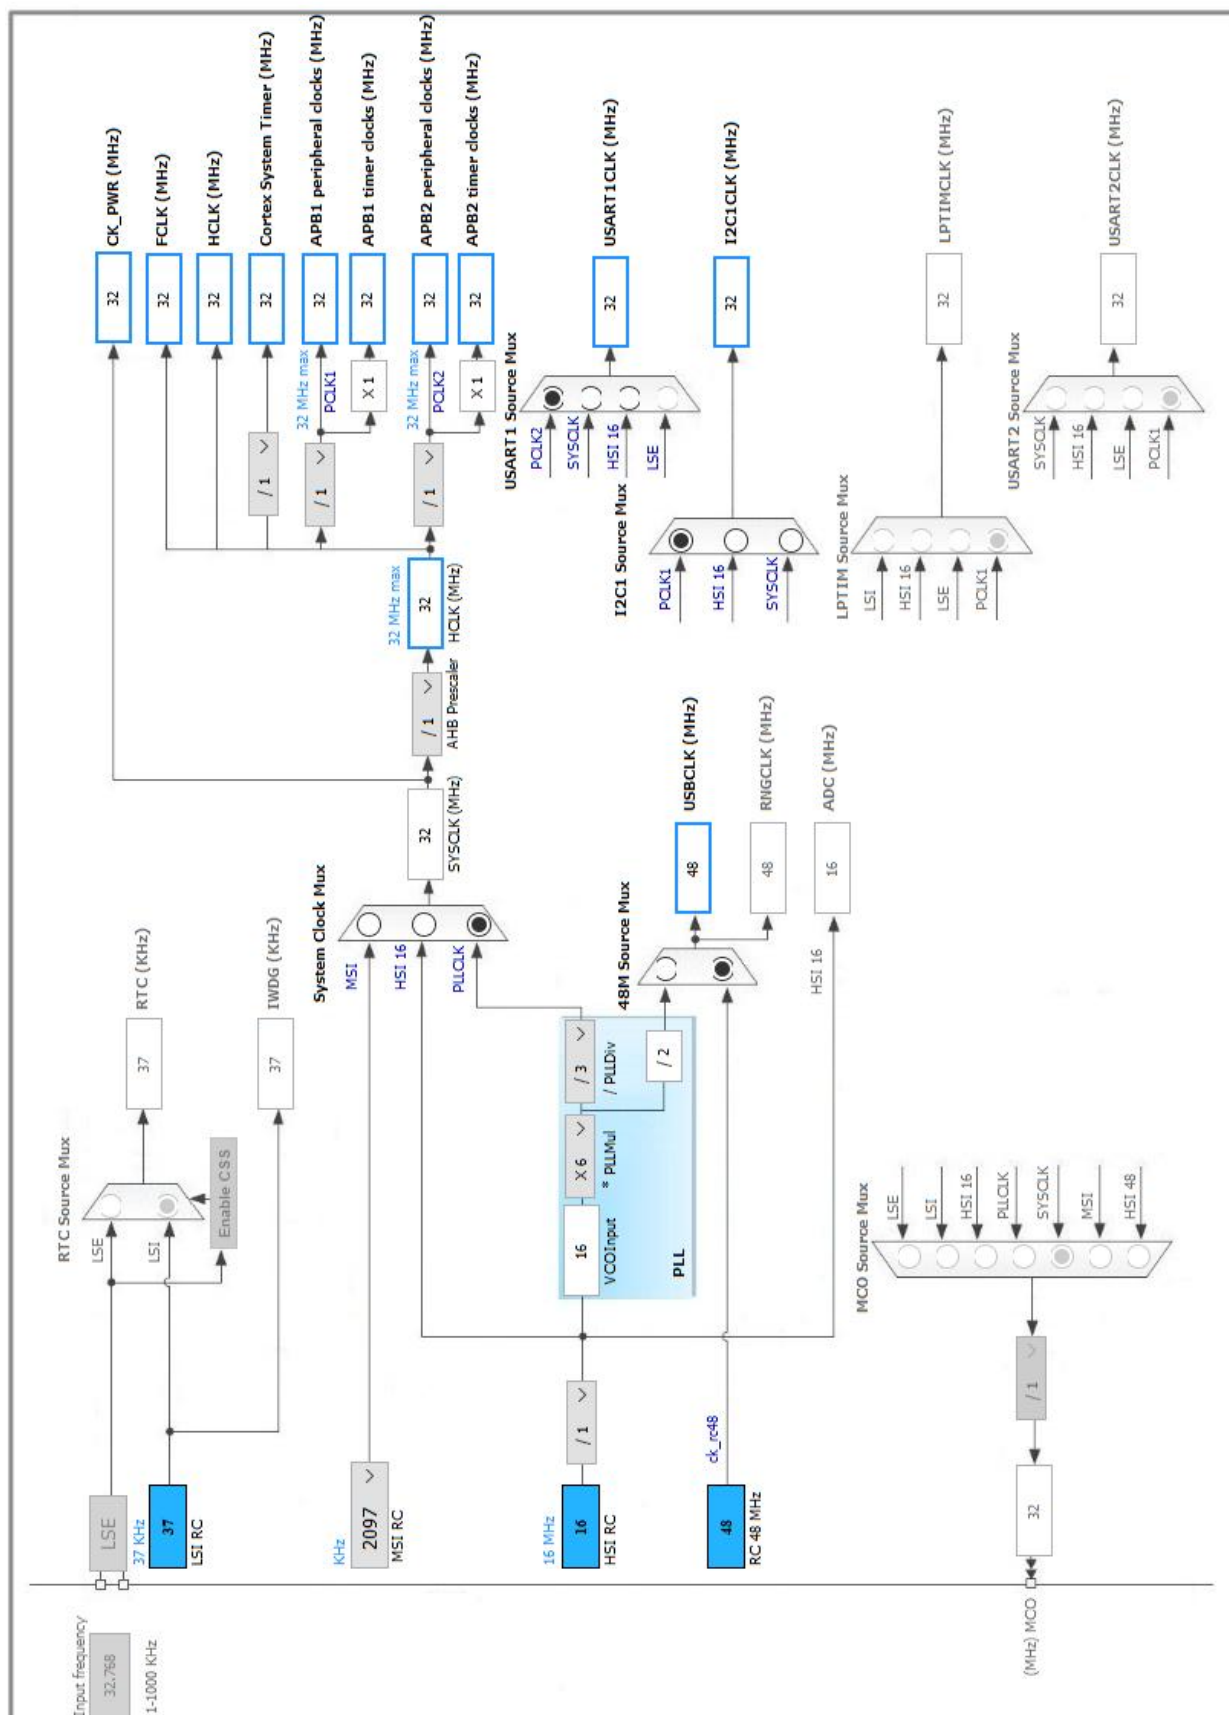 Input frequency
32.768
1-1000 KHz
LSE
37 KHz
37
LSI RC
RTC Source Mux
LSE
LSI
Enable CSS
37
RTC (KHz)
37
IWDG (KHz)
KHz
2097
MSI RC
16 MHz
16
HSI RC
/ 1
48
RC 48 MHz
ck_rc48
16
VCOInput
X 6
* PLLMul
/ 3
/ PLLDiv
/ 2
PLL
System Clock Mux
MSI
HSI 16
PLLCLK
32
SYSCLK (MHz)
/ 1
AHB Prescaler
32 MHz max
32
HCLK (MHz)
32
CK_PWR (MHz)
32
FCLK (MHz)
32
HCLK (MHz)
/ 1
32
Cortex System Timer (MHz)
/ 1
32 MHz max
PCLK1
32
APB1 peripheral clocks (MHz)
X 1
32
APB1 timer clocks (MHz)
/ 1
32 MHz max
PCLK2
32
APB2 peripheral clocks (MHz)
X 1
32
APB2 timer clocks (MHz)
48M Source Mux
48
USBCLK (MHz)
48
RNGCLK (MHz)
HSI 16
16
ADC (MHz)
USART1 Source Mux
PCLK2
SYSCLK
HSI 16
LSE
32
USART1CLK (MHz)
I2C1 Source Mux
PCLK1
HSI 16
SYSCLK
32
I2C1CLK (MHz)
LPTIM Source Mux
LSI
HSI 16
LSE
PCLK1
32
LPTIMCLK (MHz)
USART2 Source Mux
SYSCLK
HSI 16
LSE
PCLK1
32
USART2CLK (MHz)
MCO Source Mux
LSE
LSI
HSI 16
PLLCLK
SYSCLK
MSI
HSI 48
/ 1
32
(MHz) MCO